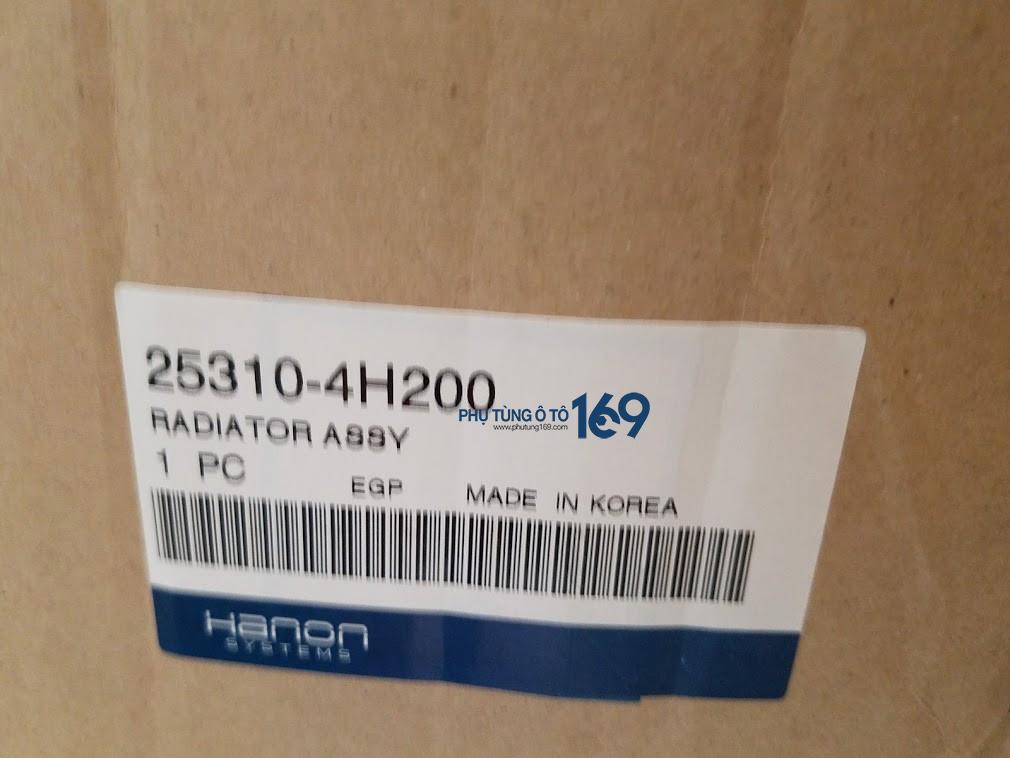 25310-4H200
RADIATOR ASSY
PHỤ TÙNG Ô TÔ 169
www.phutung169.com
1 PC
EGP MADE IN KOREA
Hanon
SYSTEMS